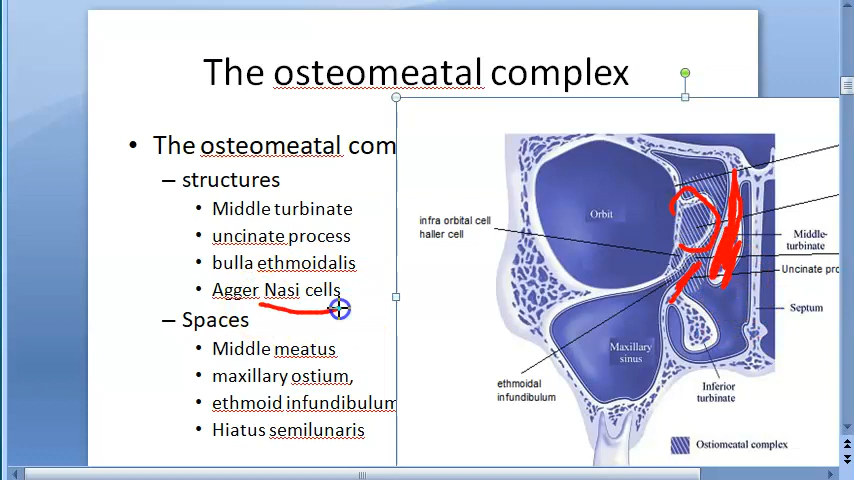 The osteomeatal complex
The osteomeatal com
structures
Middle turbinate
uncinate process
bulla ethmoidalis
Agger Nasi cells
Spaces
Middle meatus
maxillary ostium,
ethmoid infundibulum
Hiatus semilunaris
Orbit
infra orbital cell
haller cell
Middle-
turbinate
Uncinate pro
Septum
Maxillary
sinus
ethmoidal
infundibulum
Inferior
turbinate
Ostiomeatal complex